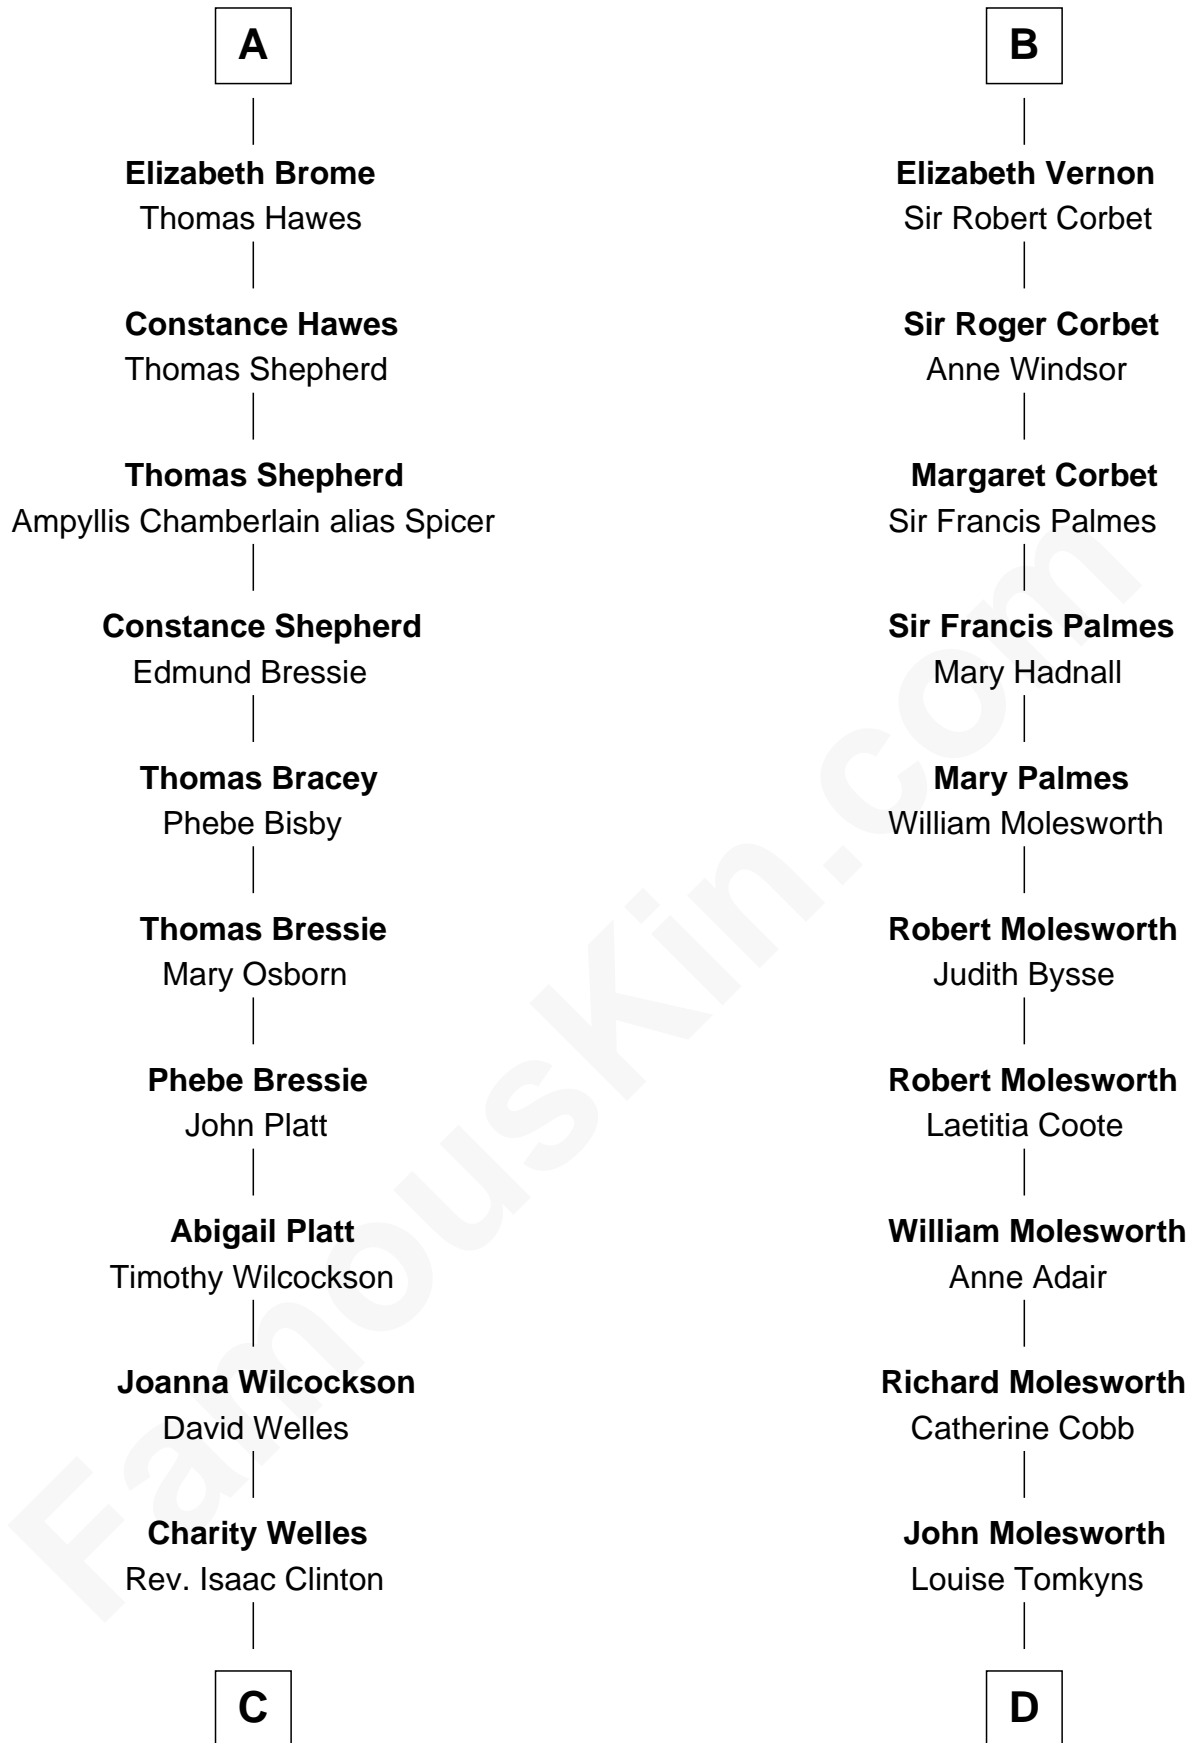 A
Elizabeth Brome
Thomas Hawes
Constance Hawes
Thomas Shepherd
Thomas Shepherd
Ampyllis Chamberlain alias Spicer
Constance Shepherd
Edmund Bressie
Thomas Bracey
Phebe Bisby
Thomas Bressie
Mary Osborn
Phebe Bressie
John Platt
Abigail Platt
Timothy Wilcockson
Joanna Wilcockson
David Welles
Charity Welles
Rev. Isaac Clinton
C
B
Elizabeth Vernon
Sir Robert Corbet
Sir Roger Corbet
Anne Windsor
Margaret Corbet
Sir Francis Palmes
Sir Francis Palmes
Mary Hadnall
Mary Palmes
William Molesworth
Robert Molesworth
Judith Bysse
Robert Molesworth
Laetitia Coote
William Molesworth
Anne Adair
Richard Molesworth
Catherine Cobb
John Molesworth
Louise Tomkyns
D
FamousKin.com